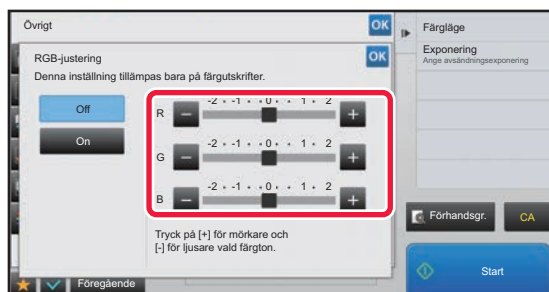 Övrigt
OK
RGB-justering
OK
Denna inställning tillämpas bara på färgutskrifter.
Off
On
R - -2 • -1 • • 0 • • 1 • 2 +
G - -2 • -1 • • 0 • • 1 • 2 +
B - -2 • -1 • • 0 • • 1 • 2 +
Tryck på [+] för mörkare och
[-] för ljusare vald färgton.
Föregående
Färgläge
Exponering
Ange avsändningsexponering
Förhandsgr.
CA
Start